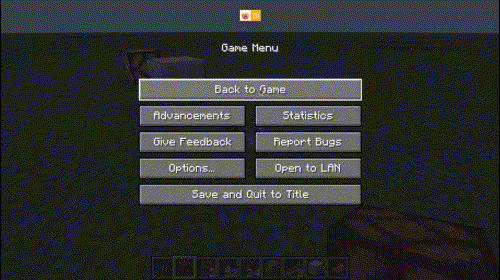 Game Menu
Back to Game
Advancements Statistics
Give Feedback Report Bugs
Options... Open to LAN
Save and Quit to Title